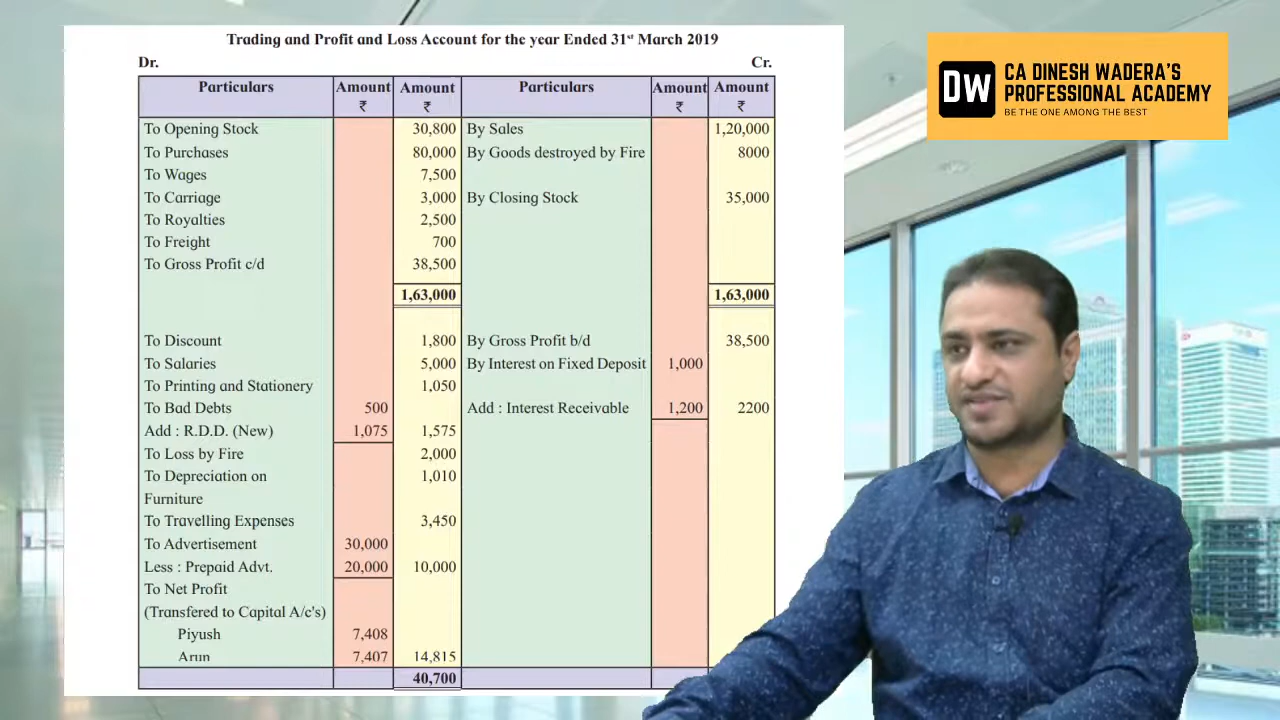 Trading and Profit and Loss Account for the year Ended 31st March 2019
Dr. Cr.
Particulars Amount ₹ Amount ₹ Particulars Amount ₹ Amount ₹
To Opening Stock 30,800 By Sales 1,20,000
To Purchases 80,000 By Goods destroyed by Fire 8000
To Wages 7,500
To Carriage 3,000 By Closing Stock 35,000
To Royalties 2,500
To Freight 700
To Gross Profit c/d 38,500
1,63,000 1,63,000
To Discount 1,800 By Gross Profit b/d 38,500
To Salaries 5,000 By Interest on Fixed Deposit 1,000
To Printing and Stationery 1,050
To Bad Debts 500 Add : Interest Receivable 1,200 2200
Add : R.D.D. (New) 1,075 1,575
To Loss by Fire 2,000
To Depreciation on 1,010
Furniture
To Travelling Expenses 3,450
To Advertisement 30,000
Less : Prepaid Advt. 20,000 10,000
To Net Profit
(Transfered to Capital A/c's)
Piyush 7,408
Arun 7,407 14,815
40,700
DW
CA DINESH WADERA'S
PROFESSIONAL ACADEMY
BE THE ONE AMONG THE BEST